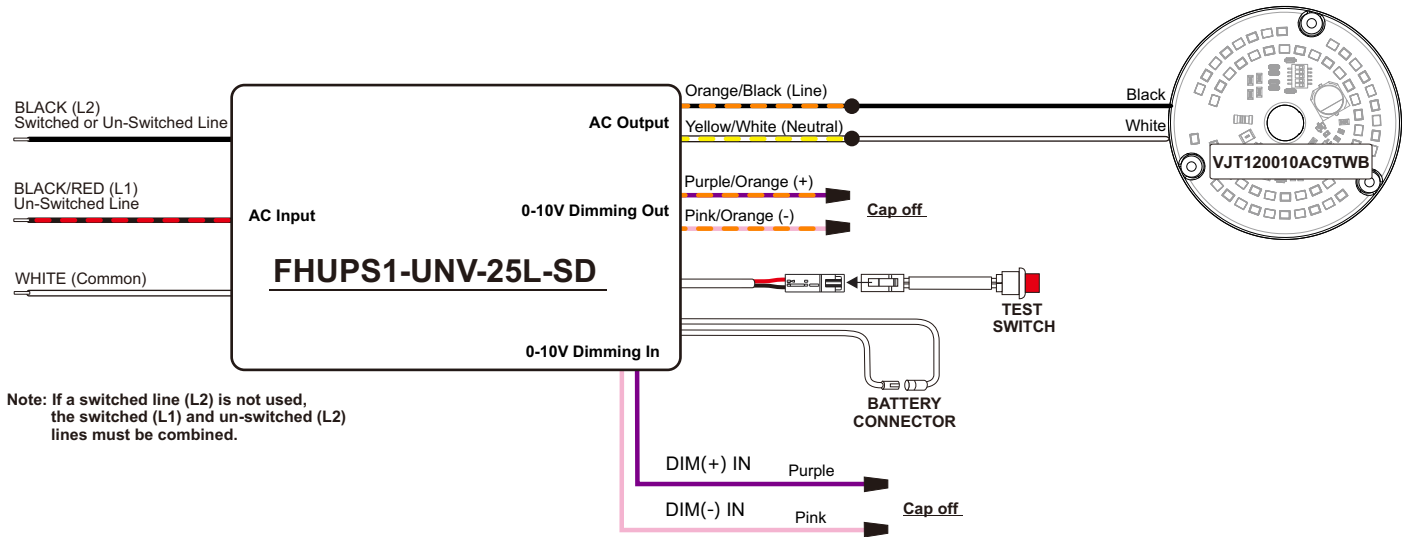 BLACK (L2)
Switched or Un-Switched Line
BLACK/RED (L1)
Un-Switched Line
WHITE (Common)
AC Input
FHUPS1-UNV-25L-SD
AC Output
0-10V Dimming Out
0-10V Dimming In
Orange/Black (Line)
Yellow/White (Neutral)
Purple/Orange (+)
Pink/Orange (-)
Cap off
Black
White
VJT120010AC9TWB
TEST
SWITCH
BATTERY
CONNECTOR
Note: If a switched line (L2) is not used,
the switched (L1) and un-switched (L2)
lines must be combined.
DIM(+) IN
Purple
DIM(-) IN
Pink
Cap off